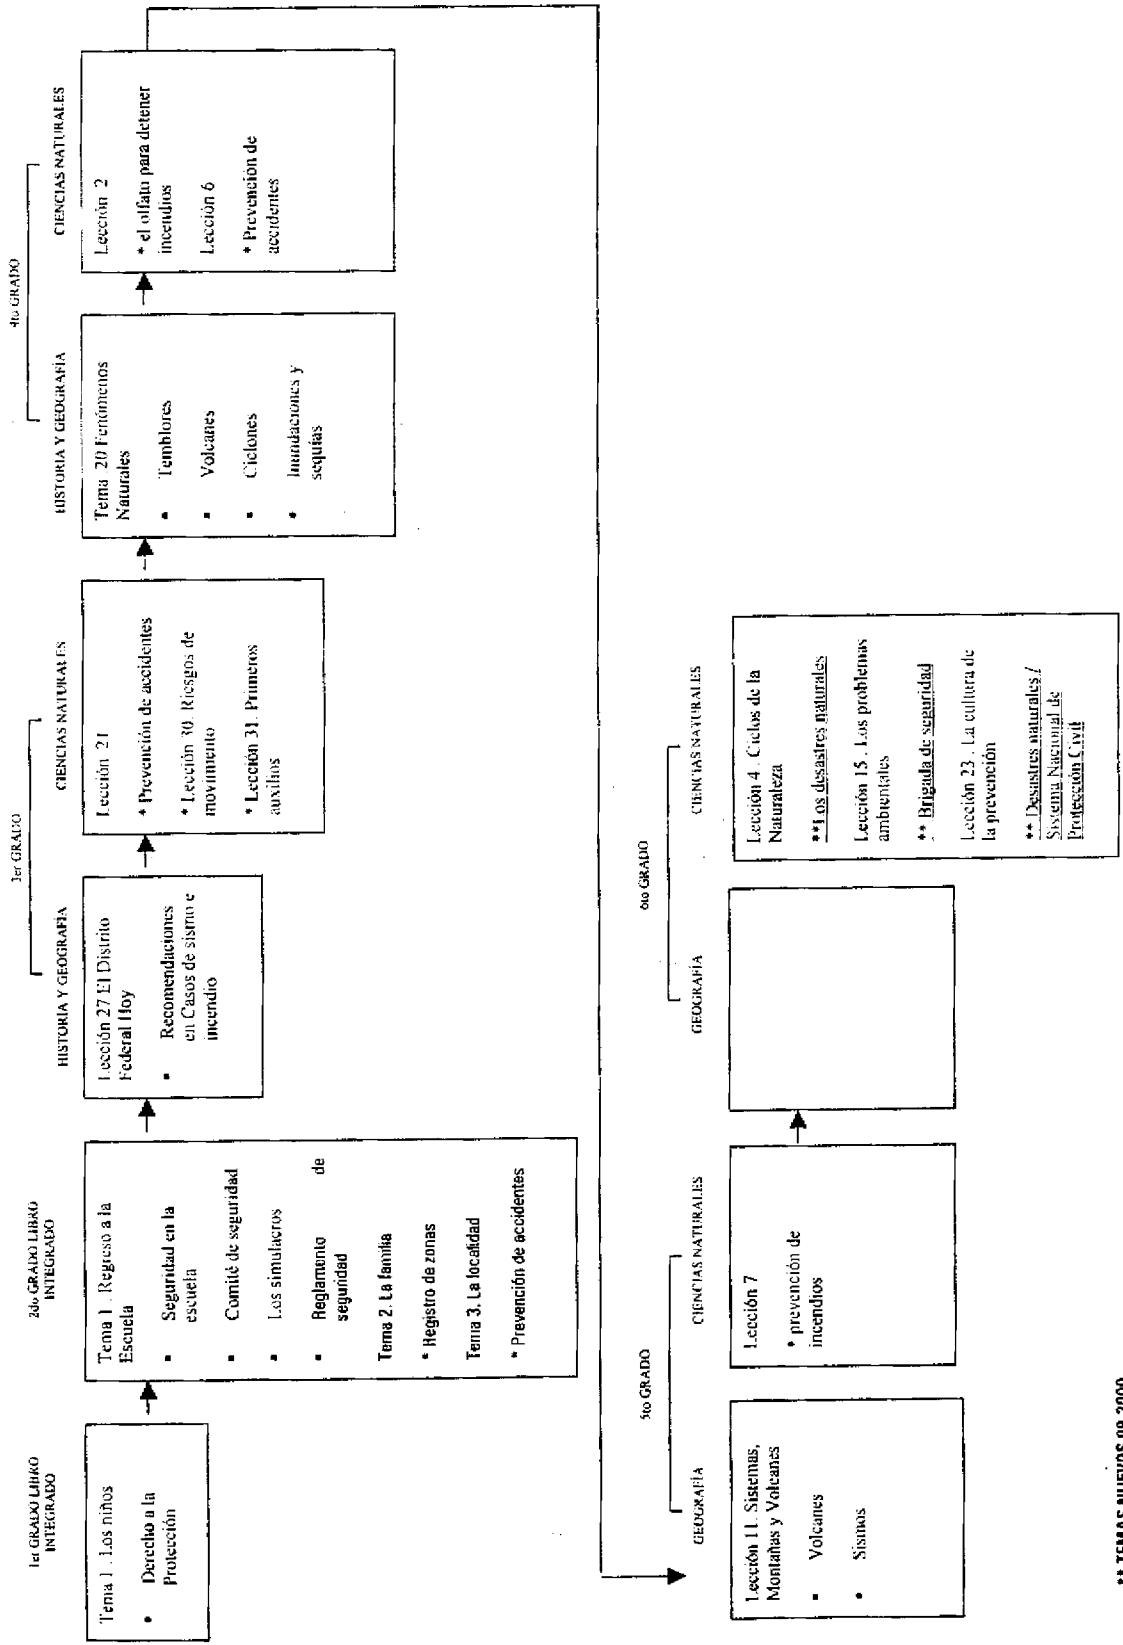 1er GRADO LIBRO
INTEGRADO
Tema 1 . Los niños
• Derecho a la
Protección
2do GRADO LIBRO
INTEGRADO
Tema 1 . Regreso a la
Escuela
• Seguridad en la
escuela
• Comité de seguridad
• Los simulacros
• Reglamento de
seguridad
Tema 2. La familia
* Registro de zonas
Tema 3. La localidad
* Prevención de accidentes
3er GRADO
HISTORIA Y GEOGRAFÍA
Lección 27 El Distrito
Federal Hoy
• Recomendaciones
en Casos de sismo e
incendio
CIENCIAS NATURALES
Lección 21
* Prevención de accidentes
* Lección 30. Riesgos de
movimiento
* Lección 31. Primeros
auxilios
4to GRADO
HISTORIA Y GEOGRAFÍA
Tema 20 Fenómenos
Naturales
• Temblores
• Volcanes
• Ciclones
• Inundaciones y
sequías
CIENCIAS NATURALES
Lección 2
* el olfato para detener
incendios
Lección 6
* Prevención de
accidentes
5to GRADO
GEOGRAFÍA
Lección 11. Sistemas,
Montañas y Volcanes
• Volcanes
• Sismos
CIENCIAS NATURALES
Lección 7
* prevención de
incendios
6to GRADO
GEOGRAFÍA
CIENCIAS NATURALES
Lección 4 . Ciclos de la
Naturaleza
**Los desastres naturales
Lección 15 . Los problemas
ambientales
** Brigada de seguridad
Lección 23 . La cultura de
la prevención
** Desastres naturales /
Sistema Nacional de
Protección Civil
** TEMAS NUEVOS 99-2000